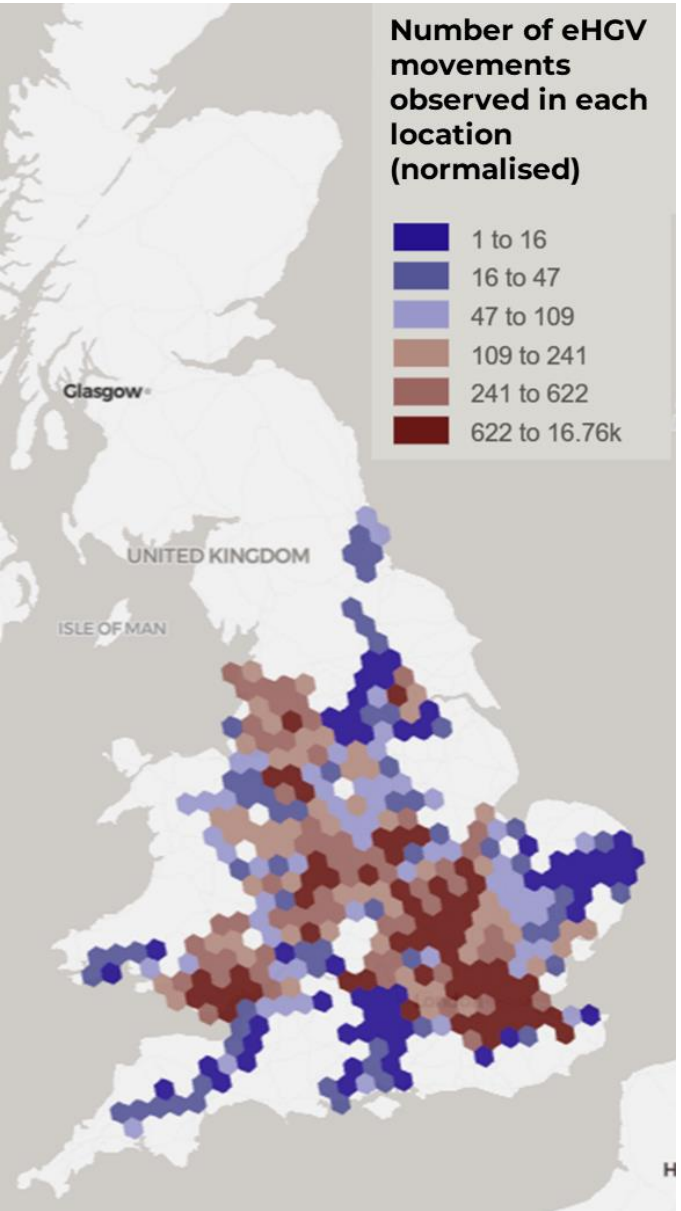 Number of eHGV
movements
observed in each
location
(normalised)
1 to 16
16 to 47
47 to 109
109 to 241
241 to 622
622 to 16.76k
Glasgow
UNITED KINGDOM
ISLE OF MAN
London
H